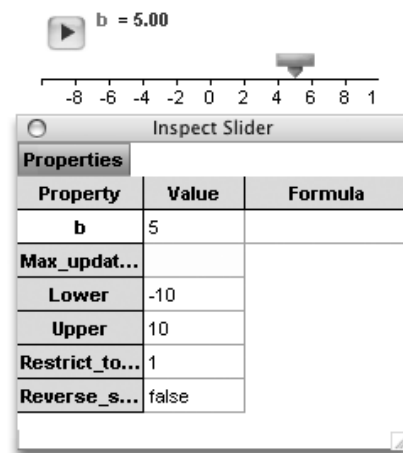 b = 5.00
-8 -6 -4 -2 0 2 4 6 8 1
Inspect Slider
Properties
Property Value Formula
b 5
Max_updat...
Lower -10
Upper 10
Restrict_to... 1
Reverse_s... false